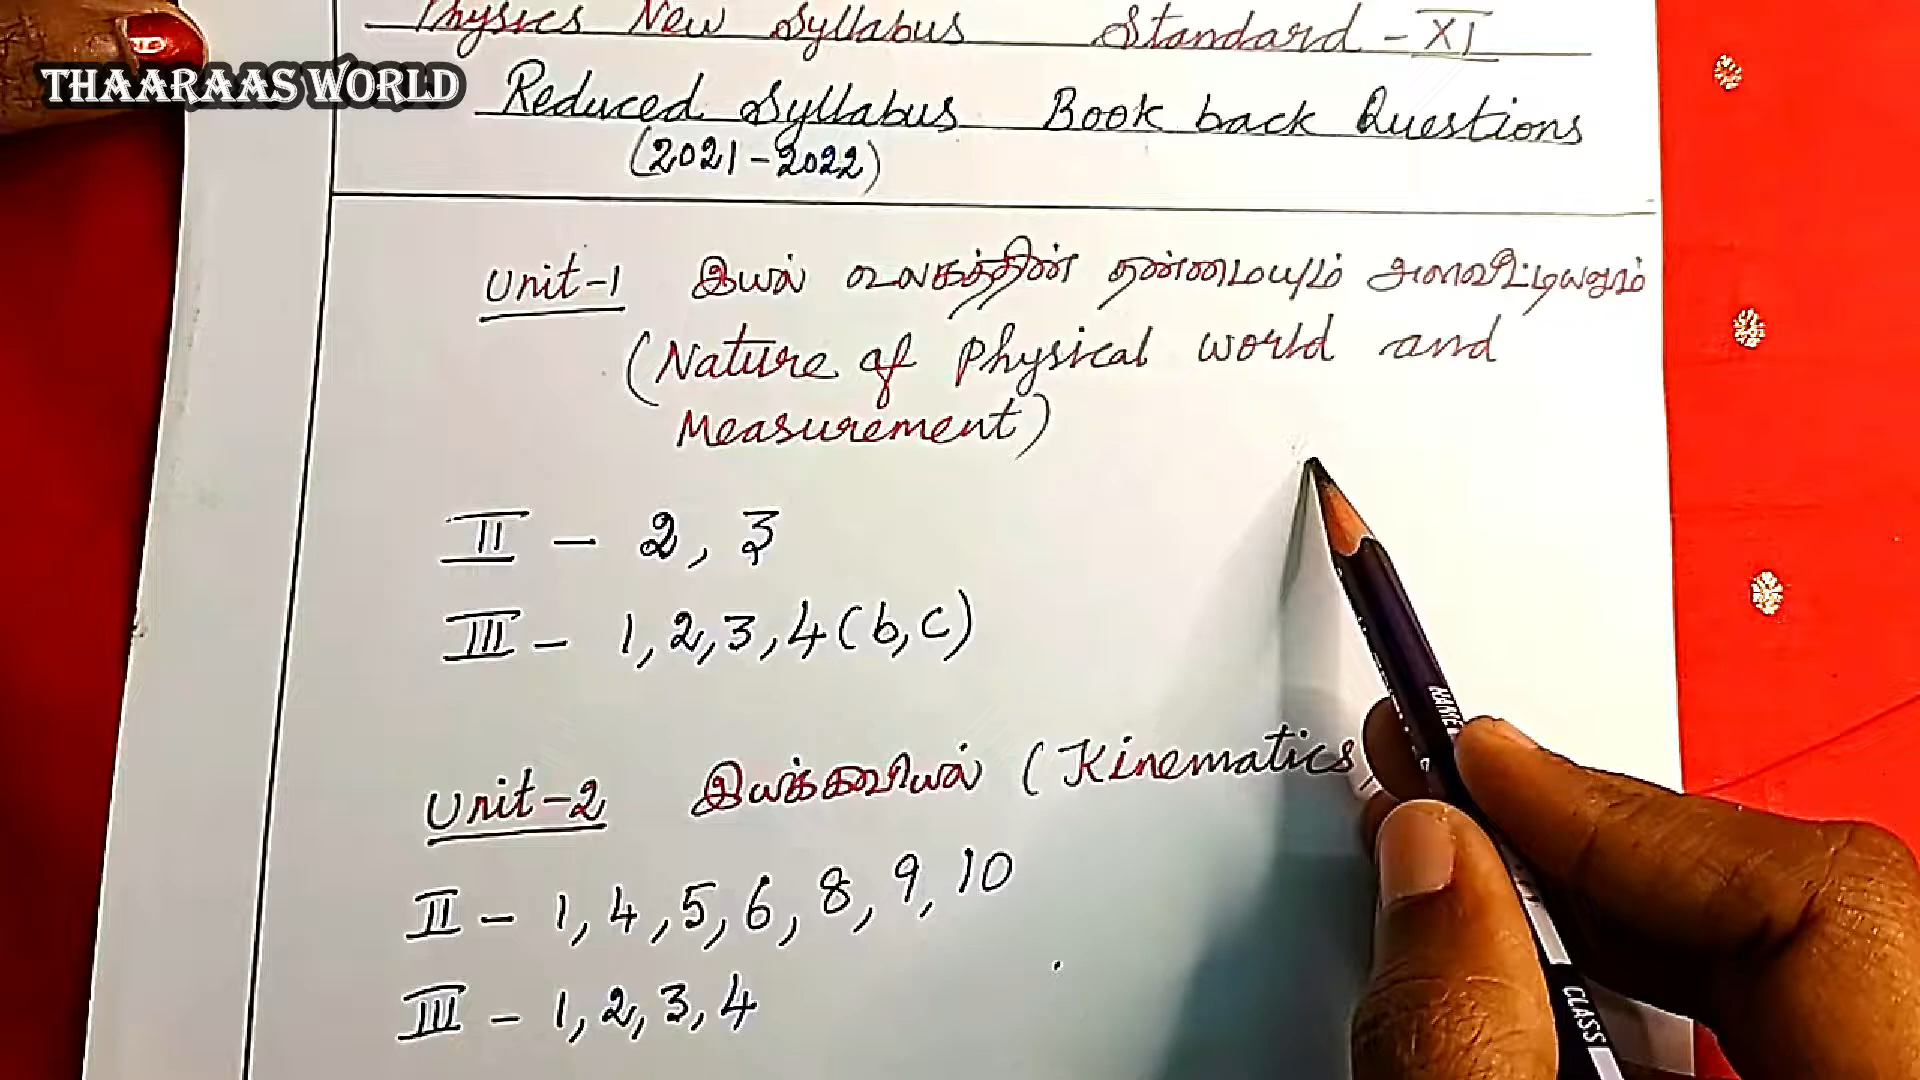 Physics New Syllabus Standard - XI
THAARAAS WORLD
Reduced Syllabus Book back Questions
(2021-2022)
Unit-1 இயல் உலகத்தின் தன்மையும் அளவீட்டியலும்
(Nature of Physical world and
Measurement)
II - 2, 3
III - 1, 2, 3, 4 (b, c)
Unit-2 இயக்கவியல் (Kinematics
II - 1, 4, 5, 6, 8, 9, 10
III - 1, 2, 3, 4
NAME
CLASS